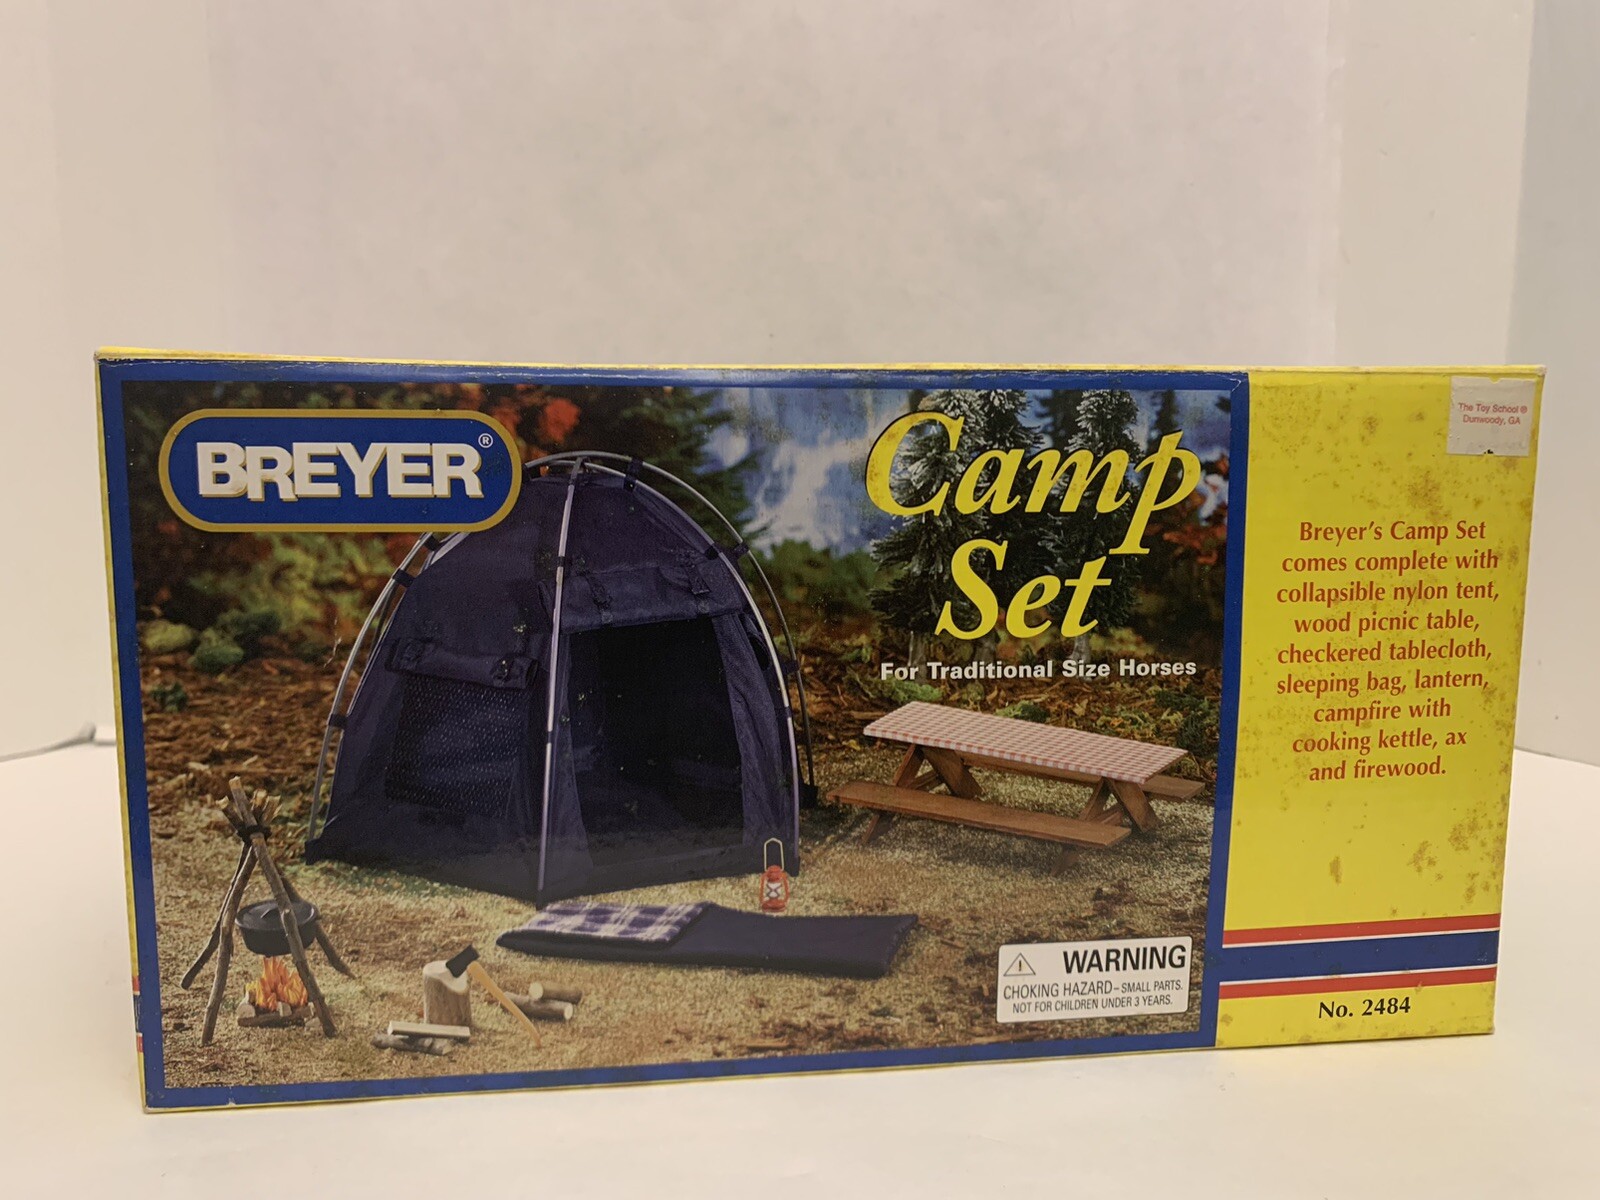 BREYER®
Camp
Set
For Traditional Size Horses
WARNING
CHOKING HAZARD – SMALL PARTS.
NOT FOR CHILDREN UNDER 3 YEARS.
The Toy School ®
Dunwoody, GA
Breyer's Camp Set
comes complete with
collapsible nylon tent,
wood picnic table,
checkered tablecloth,
sleeping bag, lantern,
campfire with
cooking kettle, ax
and firewood.
No. 2484